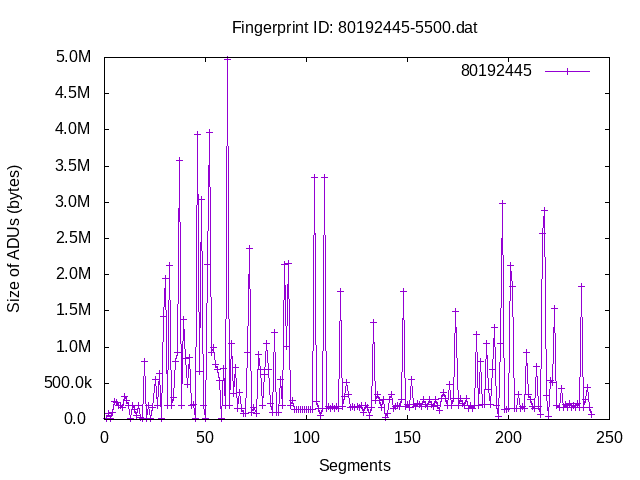 Fingerprint ID: 80192445-5500.dat
80192445
5.0M
4.5M
4.0M
3.5M
3.0M
2.5M
2.0M
1.5M
1.0M
500.0k
0.0
Size of ADUs (bytes)
0 50 100 150 200 250
Segments